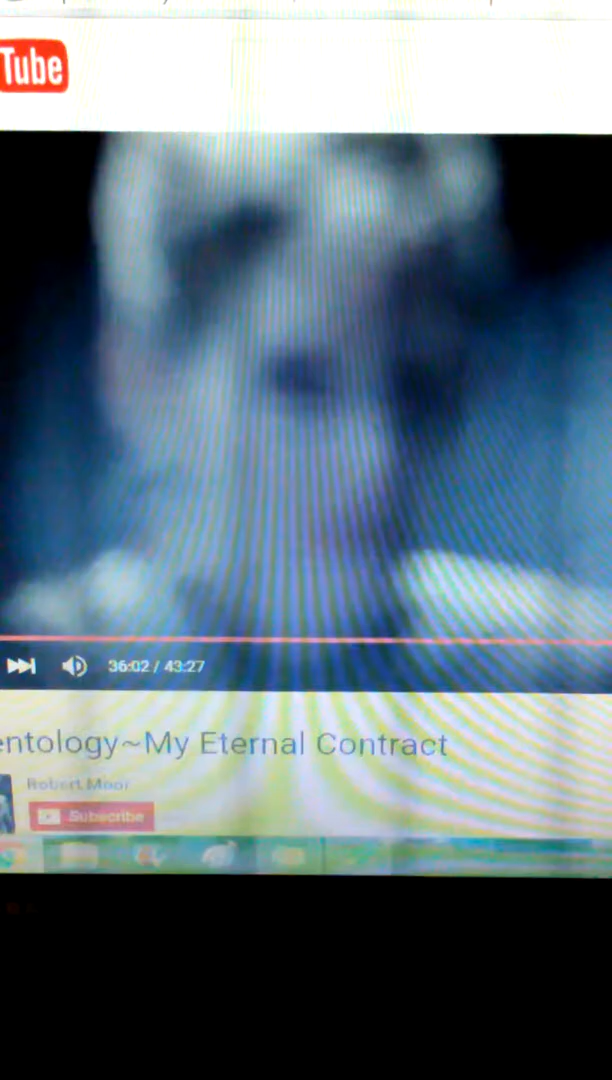 Tube
36:02 / 43:27
entology~My Eternal Contract
Robert Moor
Subscribe